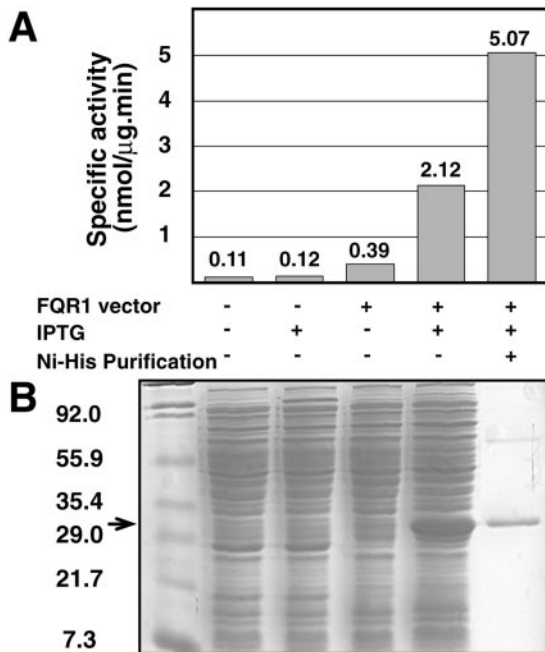 A
Specific activity
(nmol/μg.min)
5
4
3
2
1
0.11 0.12 0.39 2.12 5.07
FQR1 vector - - + + +
IPTG - + - + +
Ni-His Purification - - - - +
B
92.0
55.9
35.4
29.0
21.7
7.3